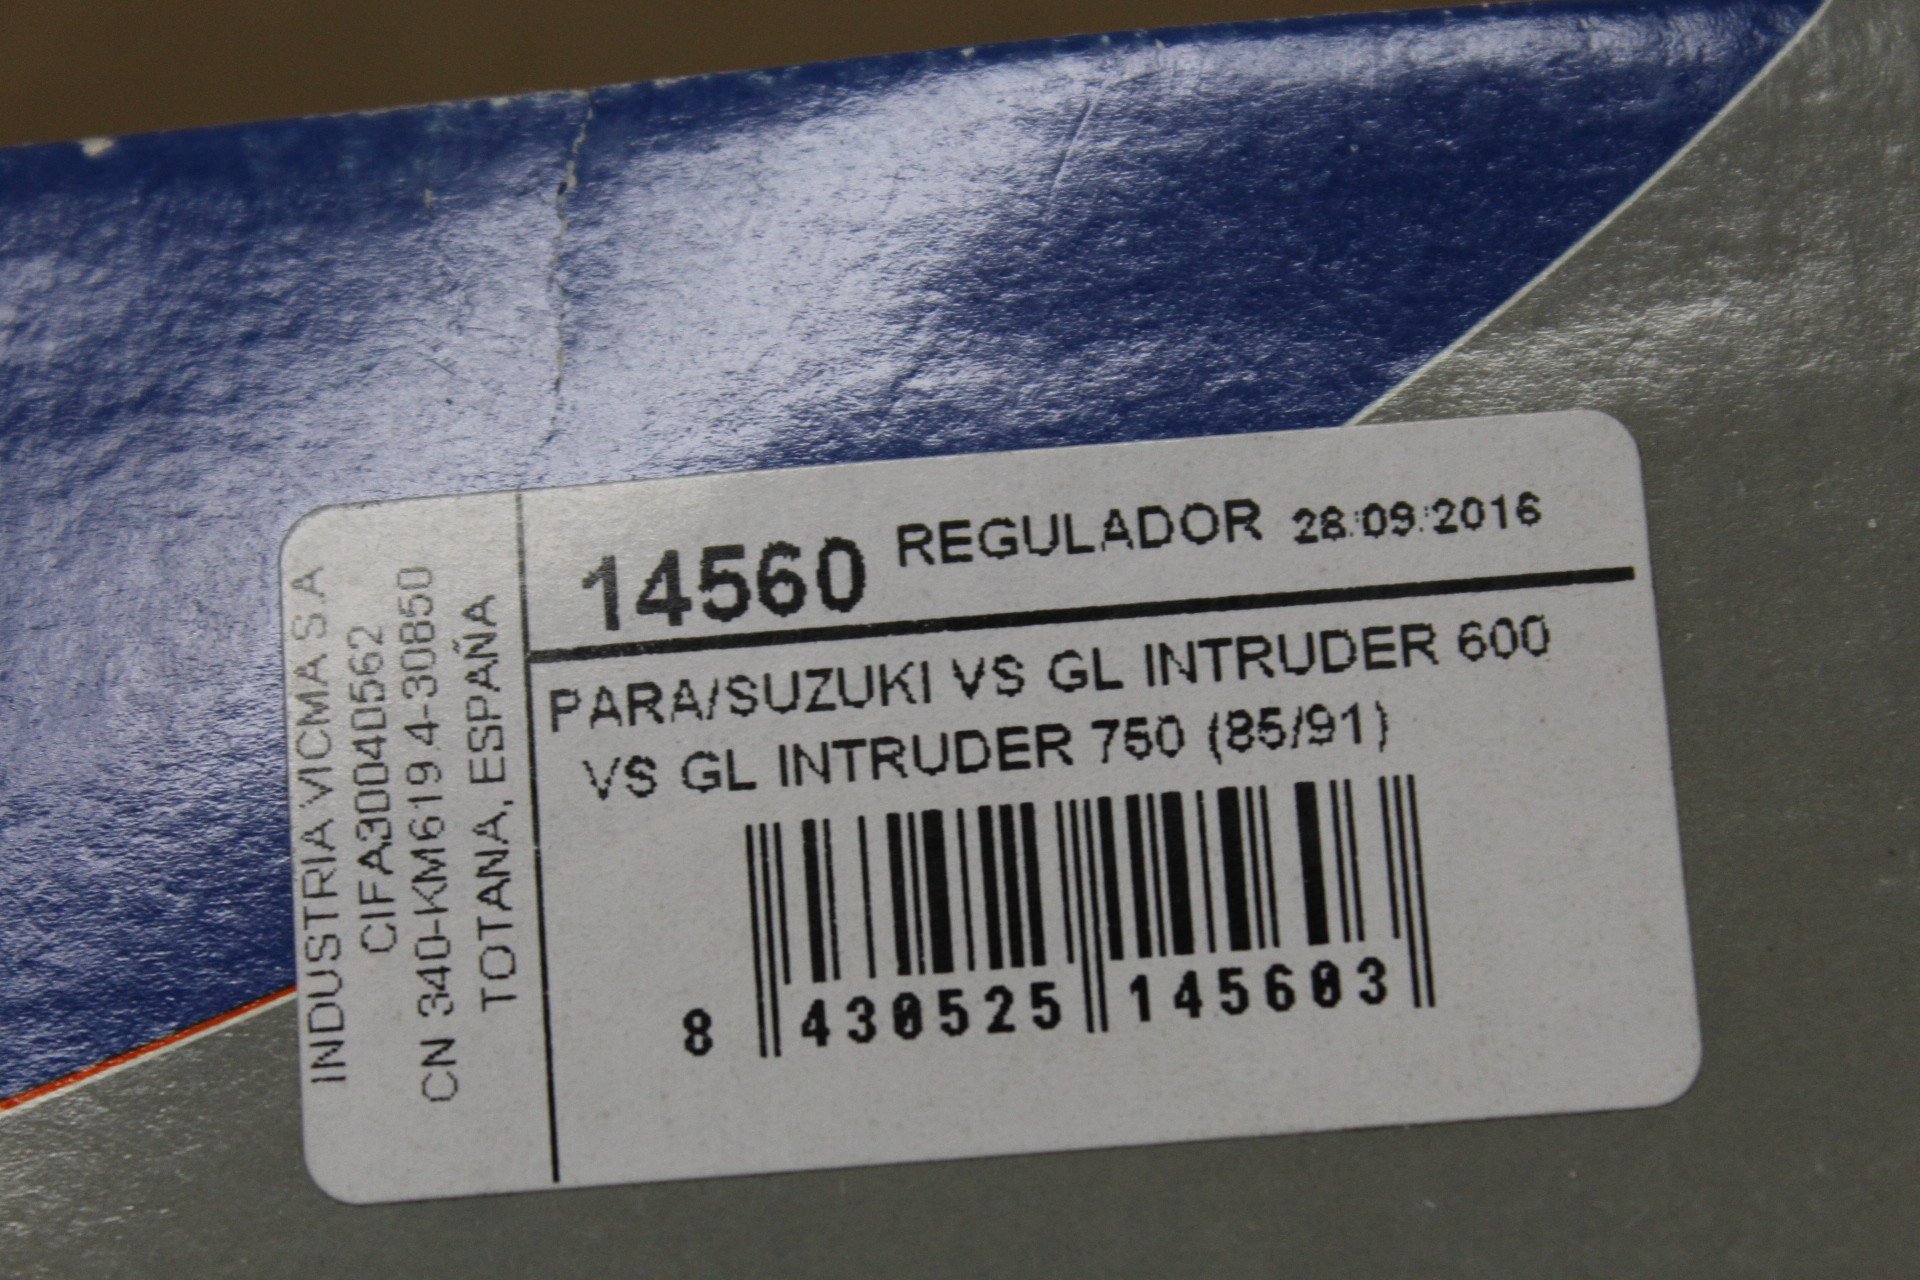 INDUSTRIA VICMA S.A
CIFA30040562
CN 340-KM619.4-30850
TOTANA, ESPAÑA
14560 REGULADOR 28.09.2016
PARA/SUZUKI VS GL INTRUDER 600
VS GL INTRUDER 750 (85/91)
8 430525 145603